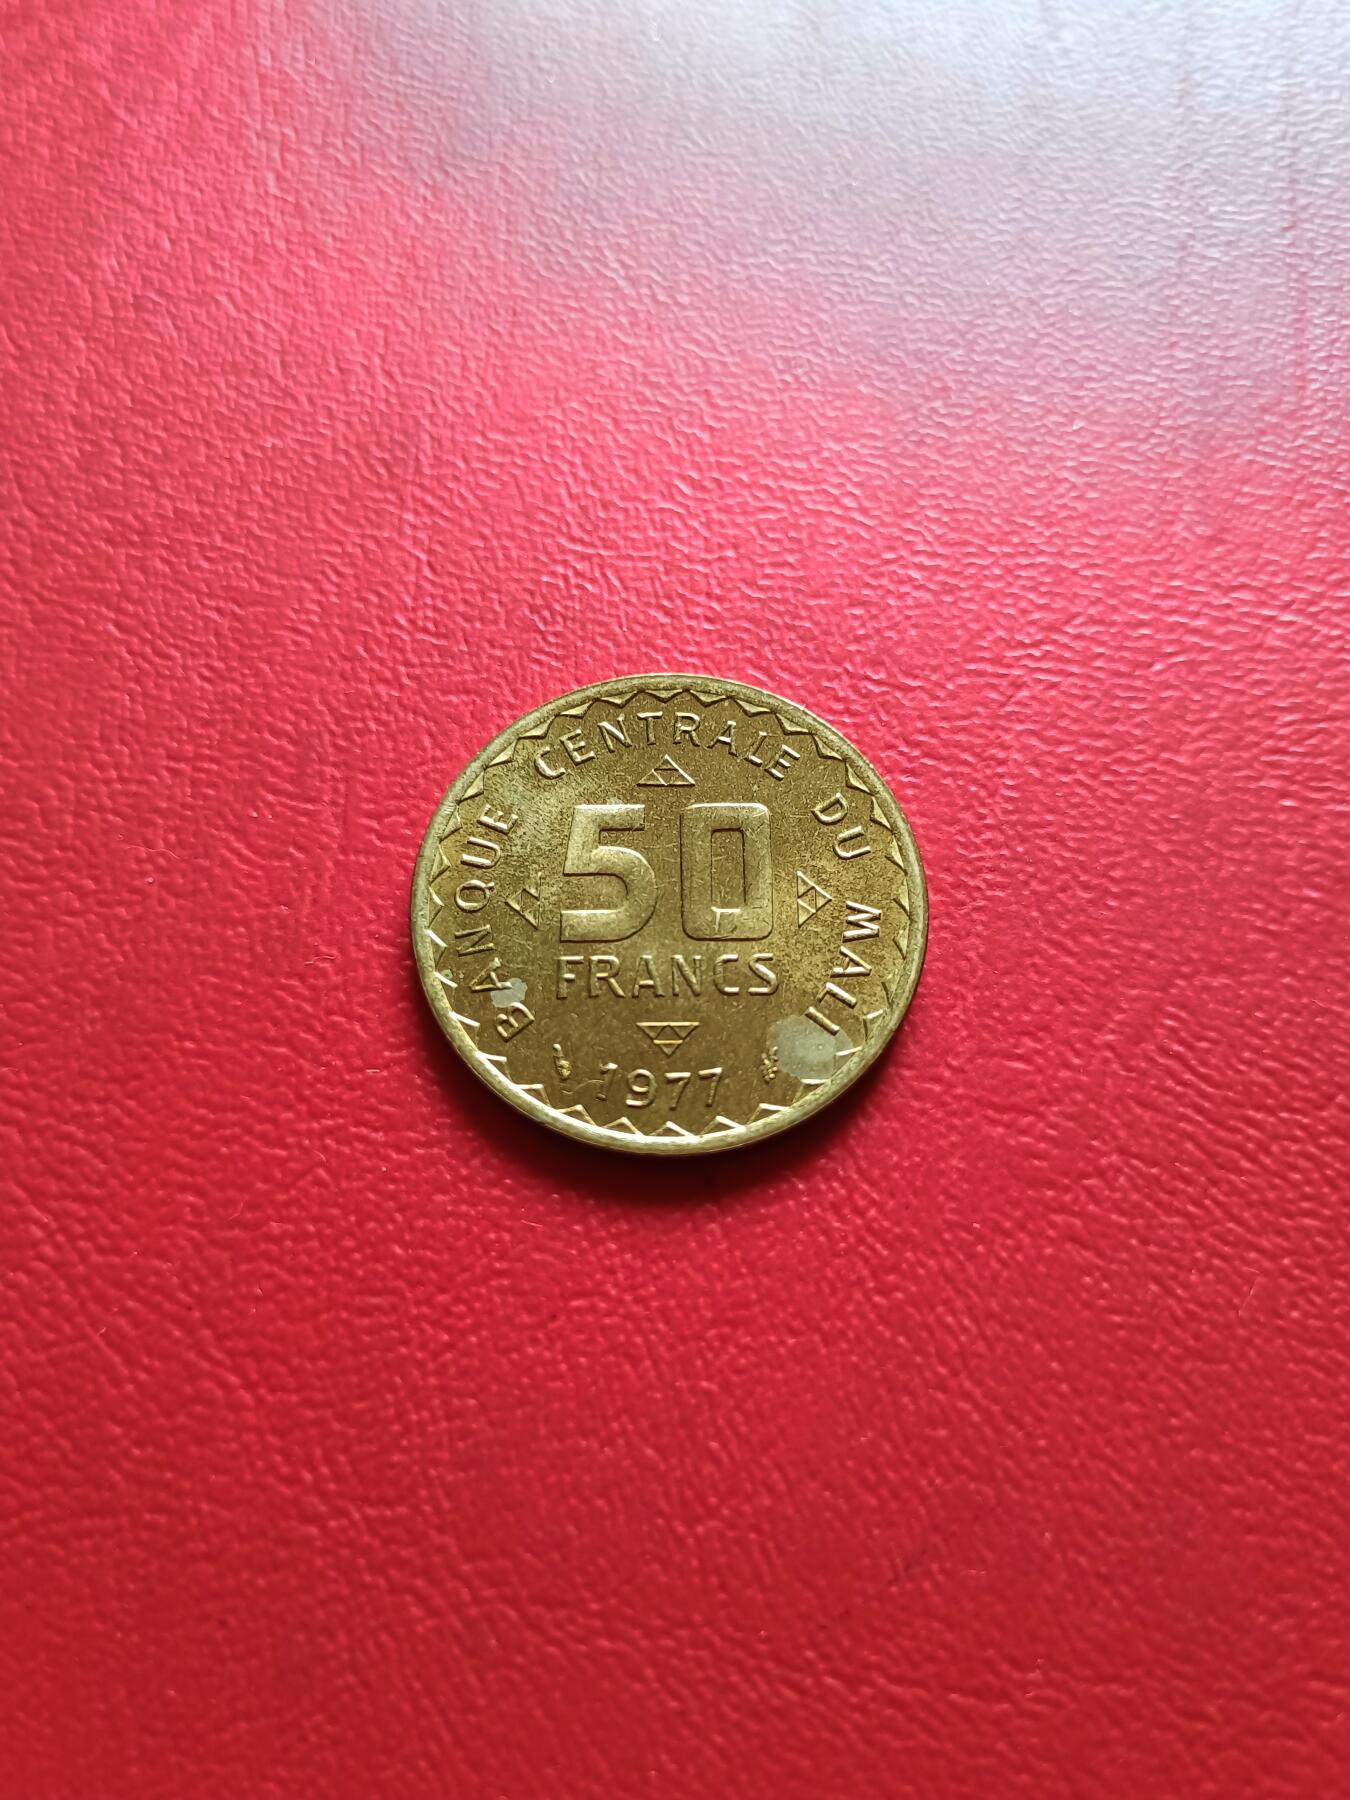 BANQUE CENTRALE DU MALI
50
FRANCS
1977